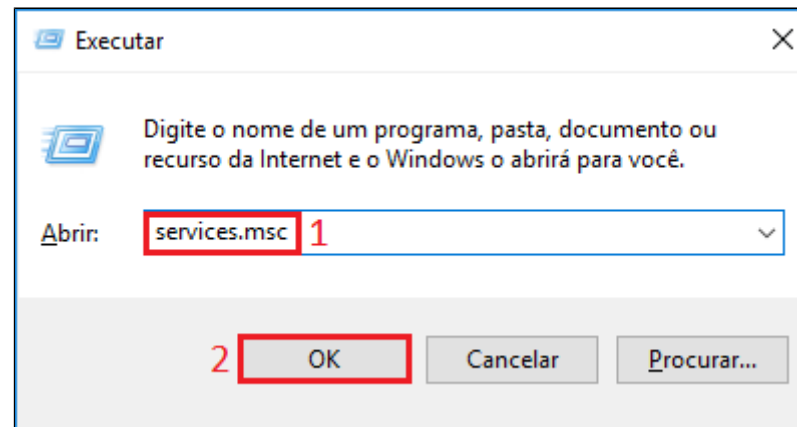 Executar
Digite o nome de um programa, pasta, documento ou
recurso da Internet e o Windows o abrirá para você.
Abrir: services.msc 1
2 OK Cancelar Procurar...